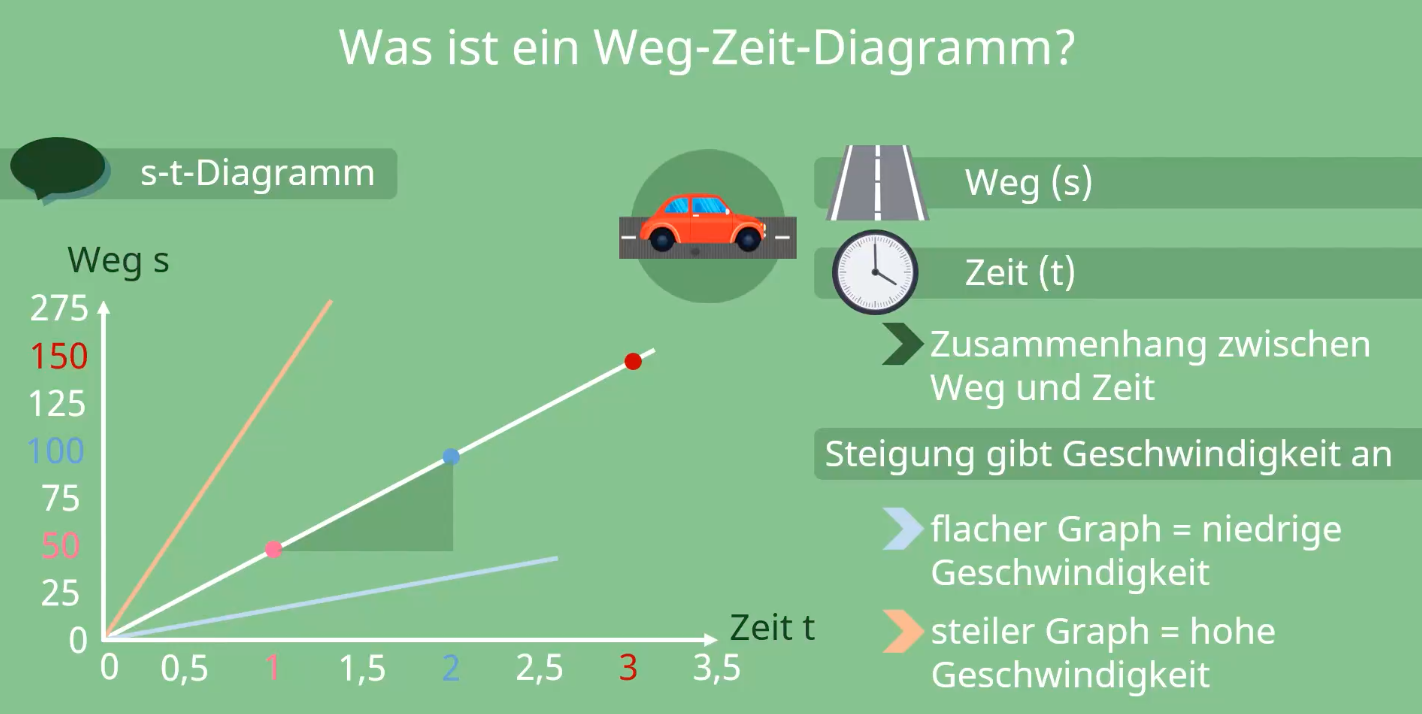 Was ist ein Weg-Zeit-Diagramm?
s-t-Diagramm
Weg s
275
150
125
100
75
50
25
0
0 0,5 1 1,5 2 2,5 3 3,5
Zeit t
Weg (s)
Zeit (t)
Zusammenhang zwischen
Weg und Zeit
Steigung gibt Geschwindigkeit an
flacher Graph = niedrige
Geschwindigkeit
steiler Graph = hohe
Geschwindigkeit